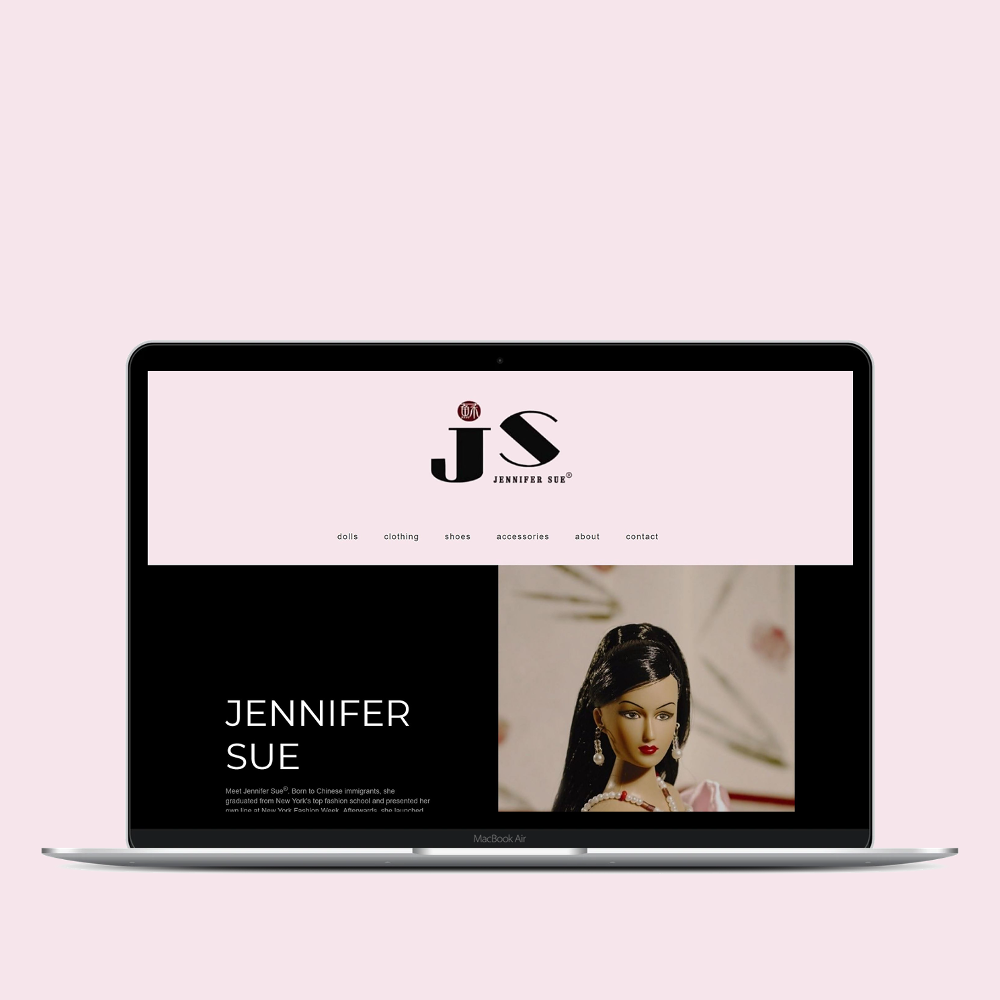 穌
JS
JENNIFER SUE®
dolls clothing shoes accessories about contact
JENNIFER
SUE
Meet Jennifer Sue®. Born to Chinese immigrants, she
graduated from New York's top fashion school and presented her
own line at New York Fashion Week. Afterwards, she launched
MacBook Air